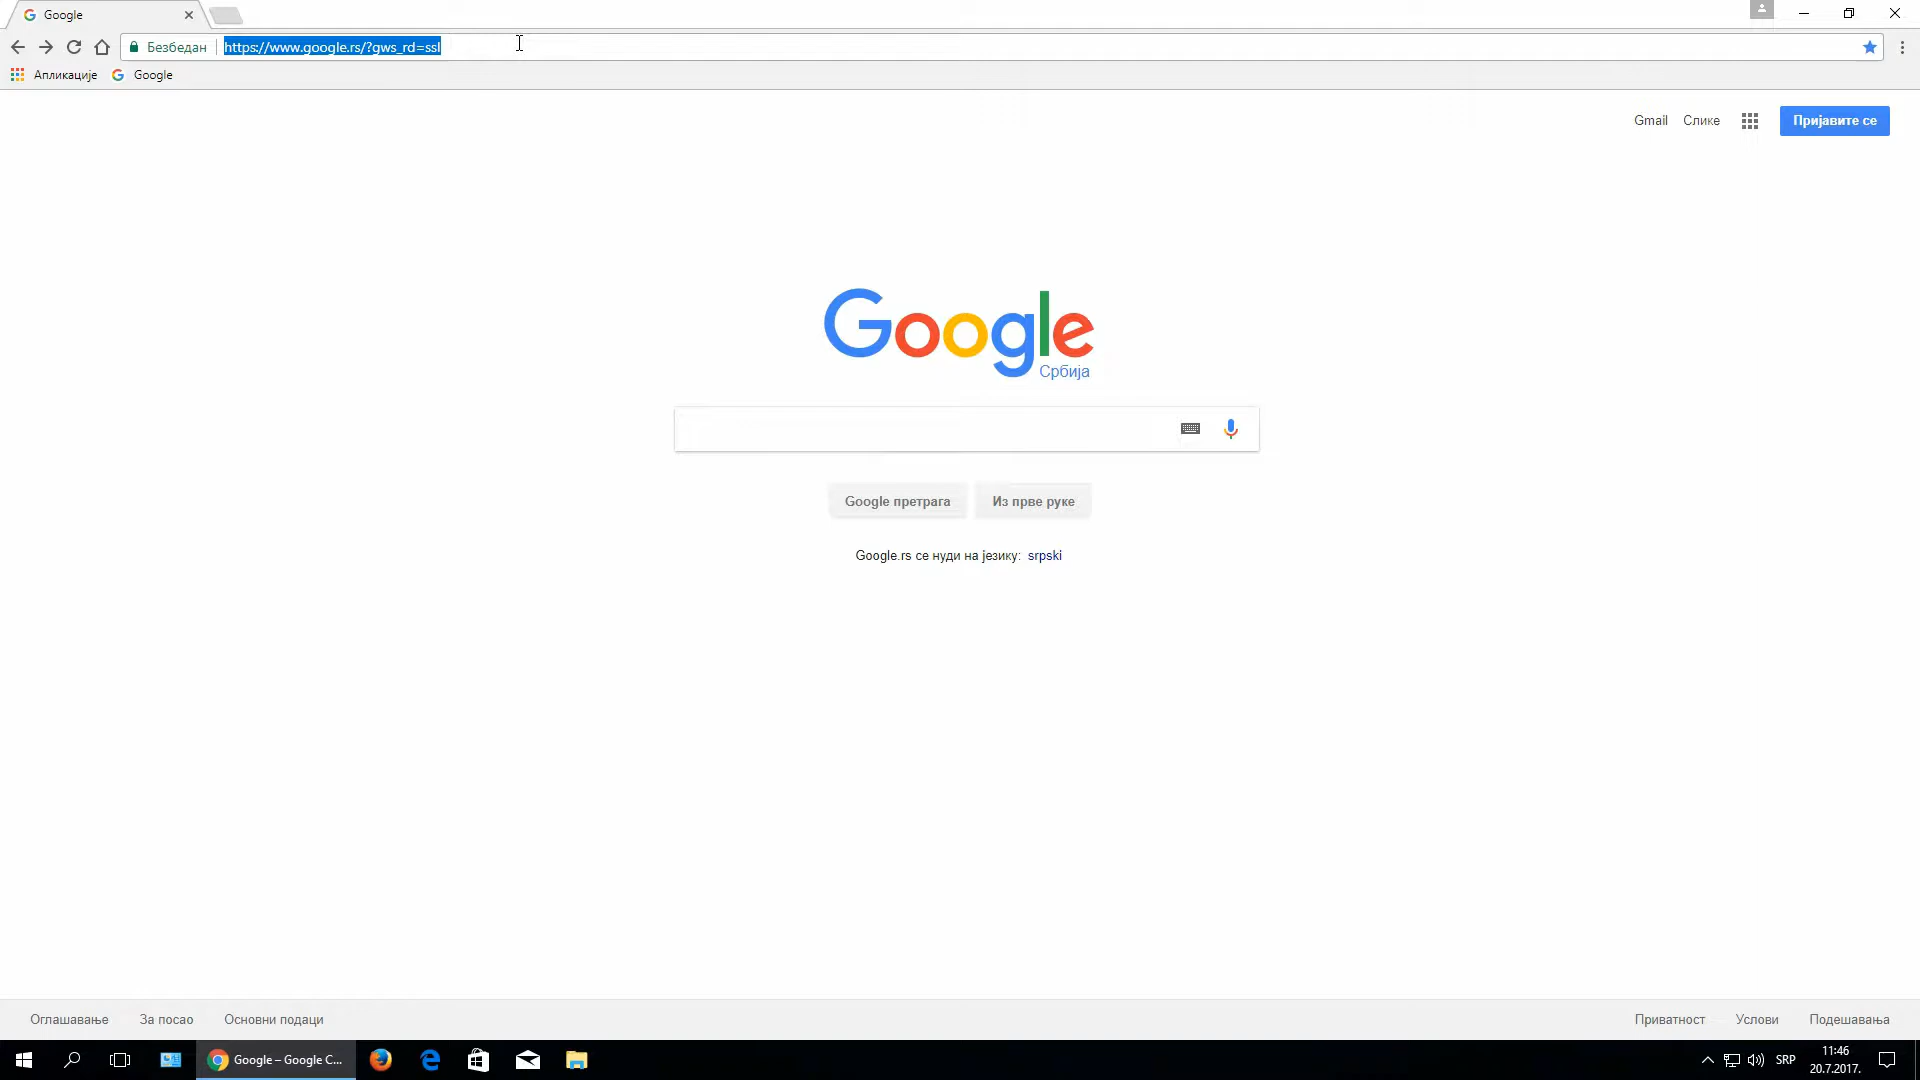 Google
Безбедан https://www.google.rs/?gws_rd=ssl
Апликације Google
Gmail Слике Пријавите се
Google
Србија
Google претрага Из прве руке
Google.rs се нуди на језику: srpski
Оглашавање За посао Основни подаци Приватност Услови Подешавања
Google – Google C... SRP 11:46
20.7.2017.